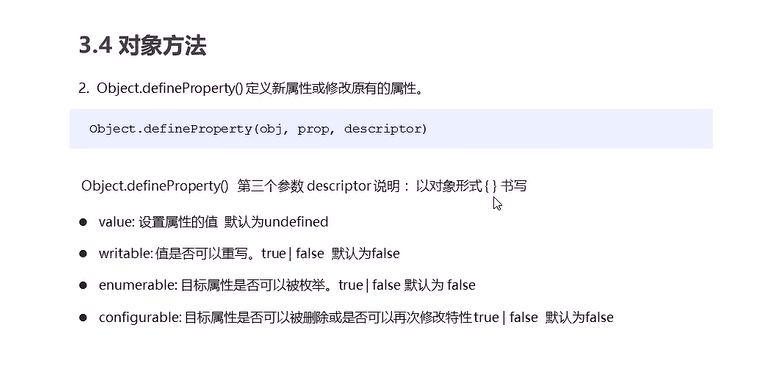 3.4 对象方法
2. Object.defineProperty() 定义新属性或修改原有的属性。
Object.defineProperty(obj, prop, descriptor)
Object.defineProperty() 第三个参数 descriptor 说明： 以对象形式 { } 书写
● value: 设置属性的值 默认为undefined
● writable: 值是否可以重写。true | false 默认为false
● enumerable: 目标属性是否可以被枚举。true | false 默认为 false
● configurable: 目标属性是否可以被删除或是否可以再次修改特性 true | false 默认为false